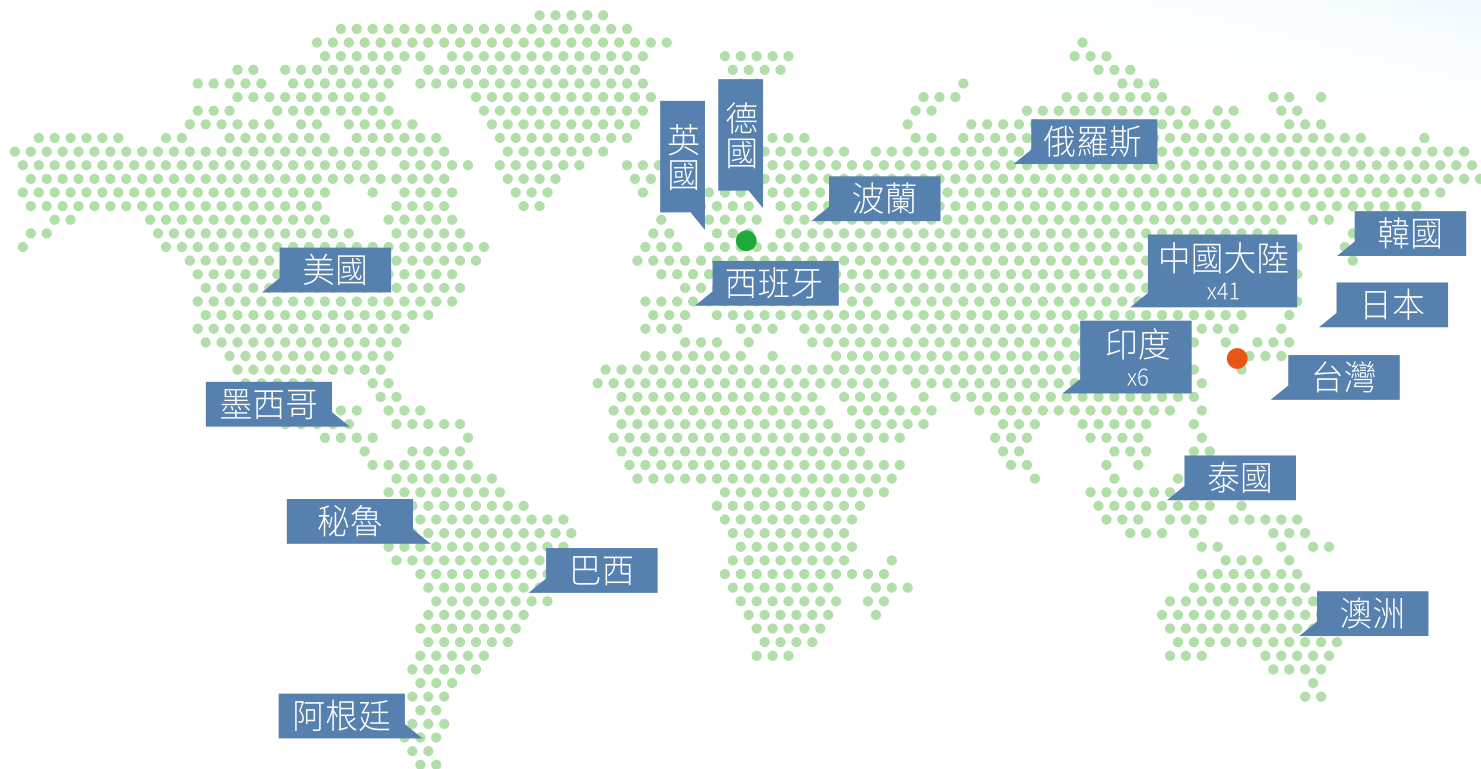 德國
英國
俄羅斯
波蘭
韓國
中國大陸
x41
美國
西班牙
日本
印度
x6
台灣
墨西哥
泰國
秘魯
巴西
澳洲
阿根廷